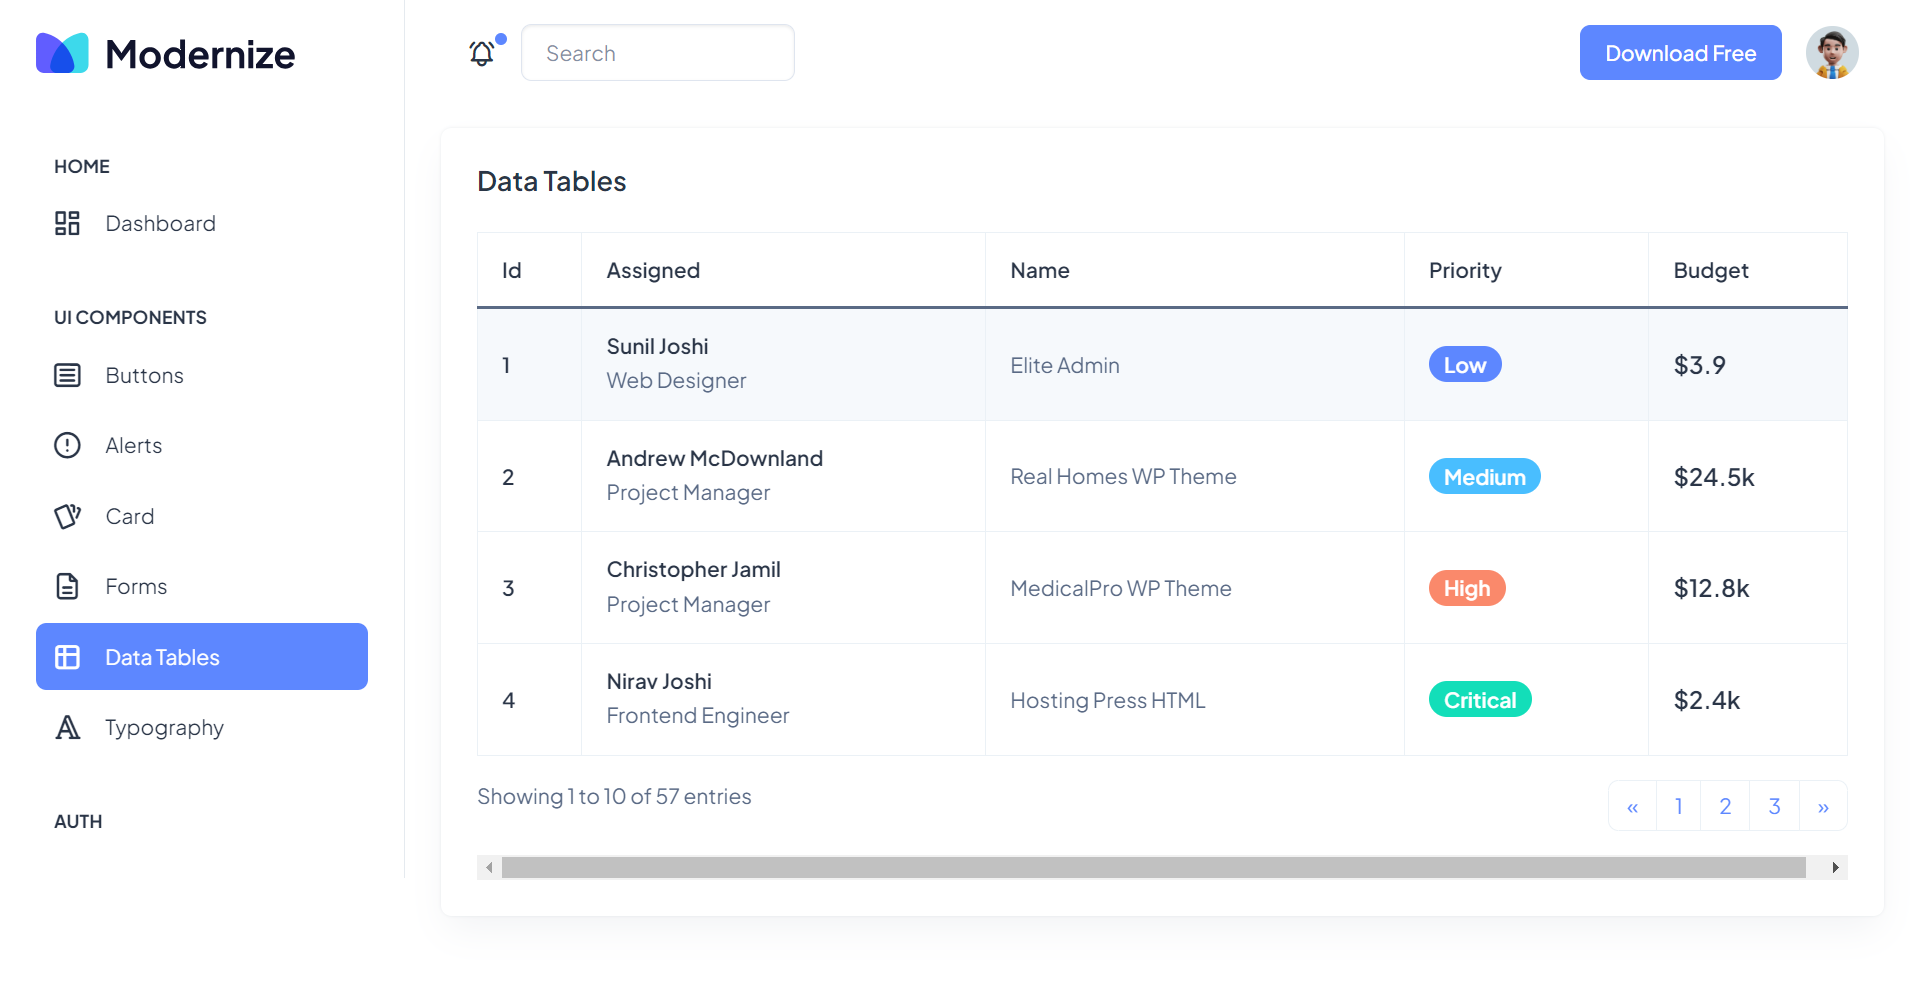 Modernize
Search
Download Free
HOME
Dashboard
UI COMPONENTS
Buttons
Alerts
Card
Forms
Data Tables
Typography
AUTH
Data Tables
Id Assigned Name Priority Budget
1 Sunil Joshi Web Designer Elite Admin Low $3.9
2 Andrew McDownland Project Manager Real Homes WP Theme Medium $24.5k
3 Christopher Jamil Project Manager MedicalPro WP Theme High $12.8k
4 Nirav Joshi Frontend Engineer Hosting Press HTML Critical $2.4k
Showing 1 to 10 of 57 entries
« 1 2 3 »